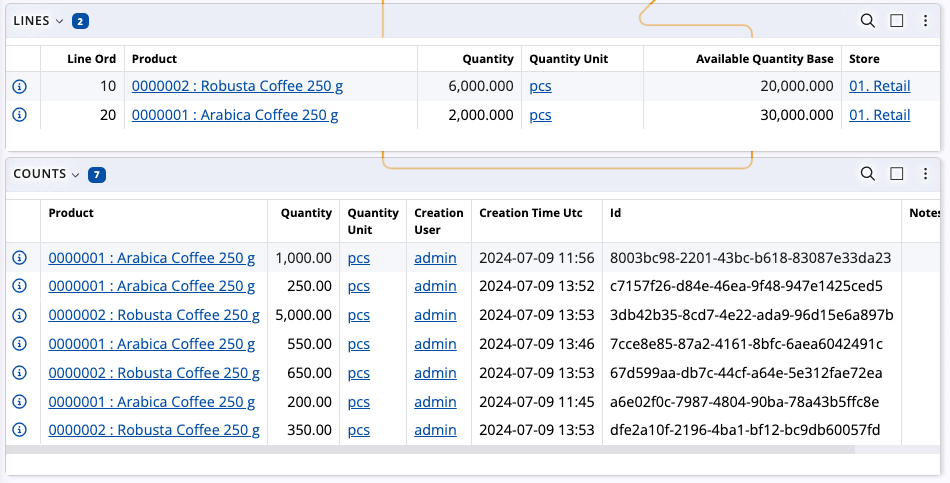 LINES 2
Line Ord Product Quantity Quantity Unit Available Quantity Base Store
10 0000002 : Robusta Coffee 250 g 6,000.000 pcs 20,000.000 01. Retail
20 0000001 : Arabica Coffee 250 g 2,000.000 pcs 30,000.000 01. Retail
COUNTS 7
Product Quantity Quantity Unit Creation User Creation Time Utc Id Notes
0000001 : Arabica Coffee 250 g 1,000.00 pcs admin 2024-07-09 11:56 8003bc98-2201-43bc-b618-83087e33da23
0000001 : Arabica Coffee 250 g 250.00 pcs admin 2024-07-09 13:52 c7157f26-d84e-46ea-9f48-947e1425ced5
0000002 : Robusta Coffee 250 g 5,000.00 pcs admin 2024-07-09 13:53 3db42b35-8cd7-4e22-ada9-96d15e6a897b
0000001 : Arabica Coffee 250 g 550.00 pcs admin 2024-07-09 13:46 7cce8e85-87a2-4161-8bfc-6aea6042491c
0000002 : Robusta Coffee 250 g 650.00 pcs admin 2024-07-09 13:53 67d599aa-db7c-44cf-a64e-5e312fae72ea
0000001 : Arabica Coffee 250 g 200.00 pcs admin 2024-07-09 11:45 a6e02f0c-7987-4804-90ba-78a43b5ffc8e
0000002 : Robusta Coffee 250 g 350.00 pcs admin 2024-07-09 13:53 dfe2a10f-2196-4ba1-bf12-bc9db60057fd